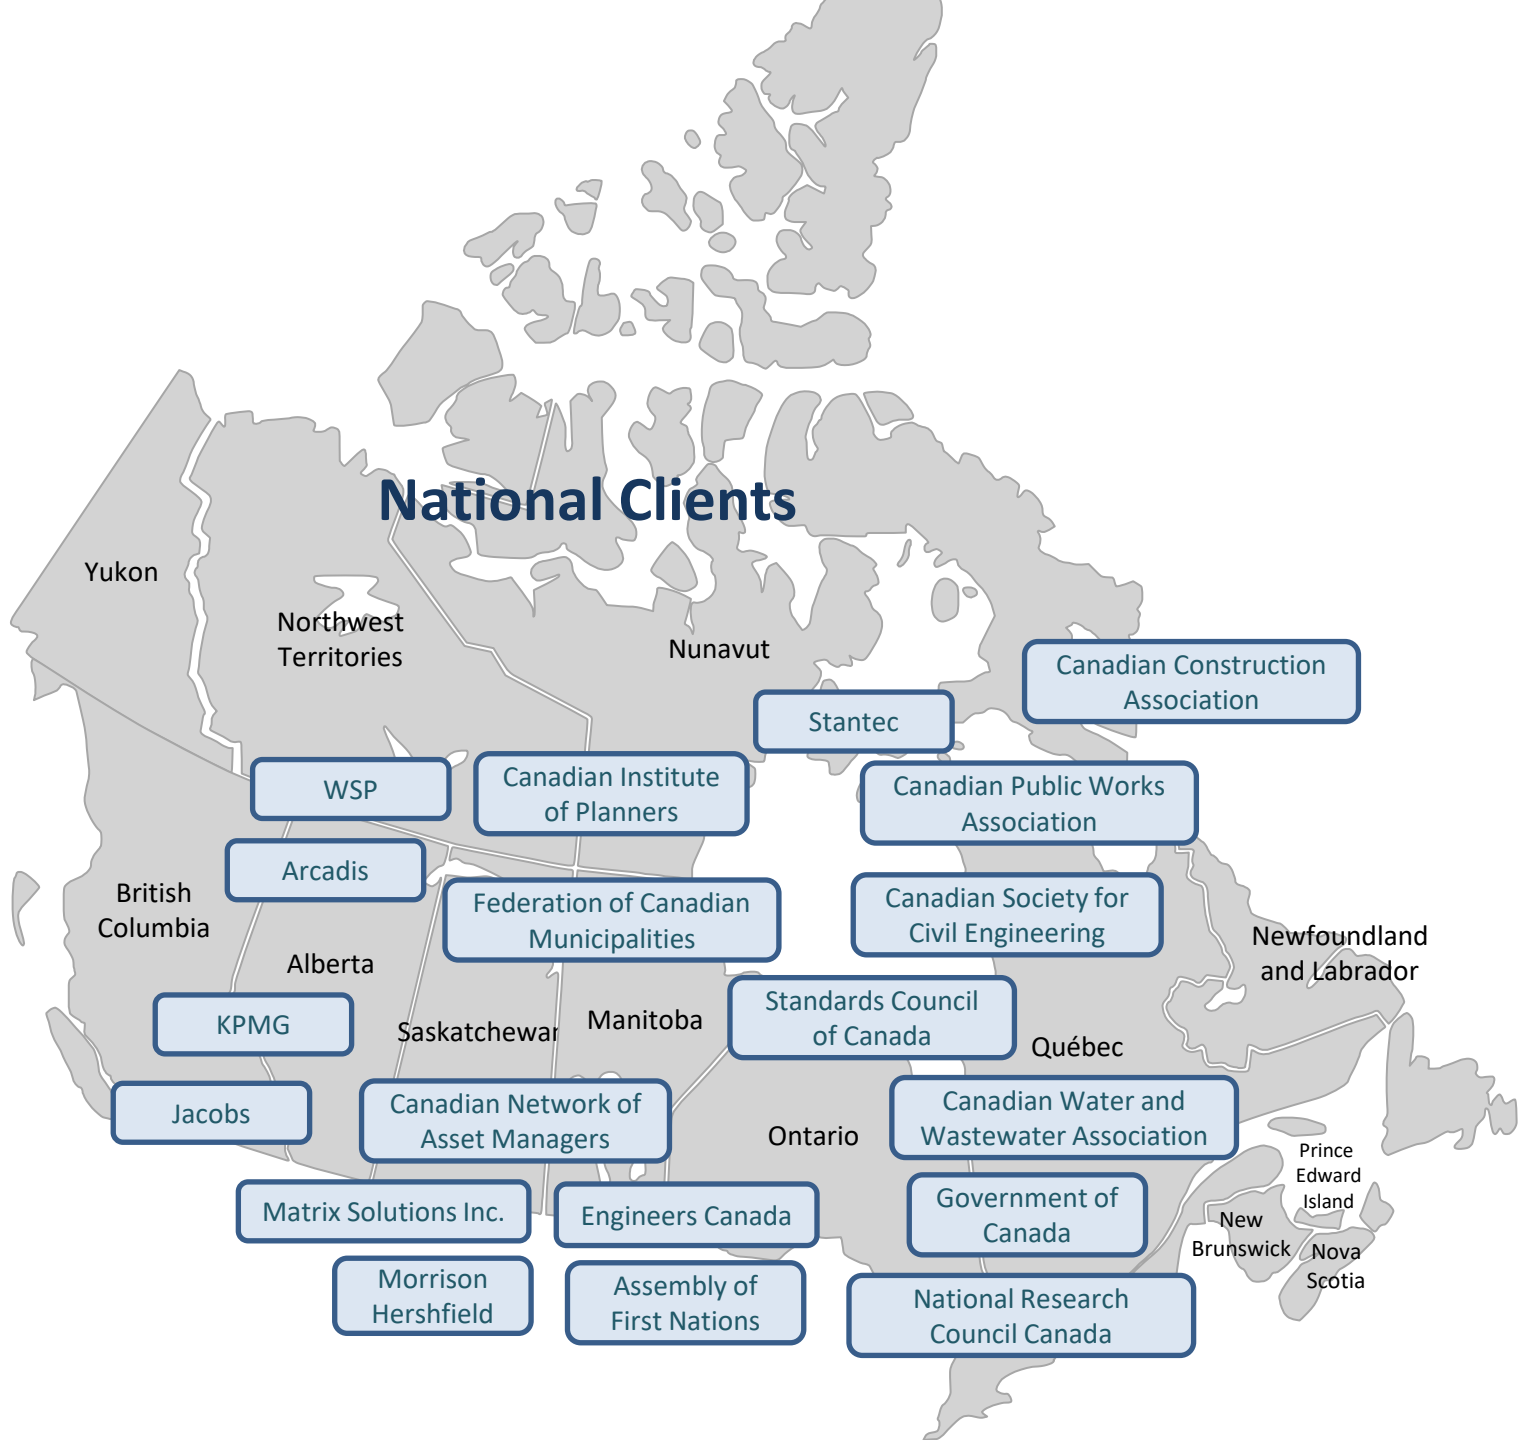 National Clients
Yukon
Northwest
Territories
Nunavut
Canadian Construction
Association
Stantec
WSP
Canadian Institute
of Planners
Canadian Public Works
Association
Arcadis
British
Columbia
Federation of Canadian
Municipalities
Canadian Society for
Civil Engineering
Newfoundland
and Labrador
Alberta
KPMG
Saskatchewan
Manitoba
Standards Council
of Canada
Québec
Jacobs
Canadian Network of
Asset Managers
Ontario
Canadian Water and
Wastewater Association
Prince
Edward
Island
Matrix Solutions Inc.
Engineers Canada
Government of
Canada
New
Brunswick
Nova
Scotia
Morrison
Hershfield
Assembly of
First Nations
National Research
Council Canada